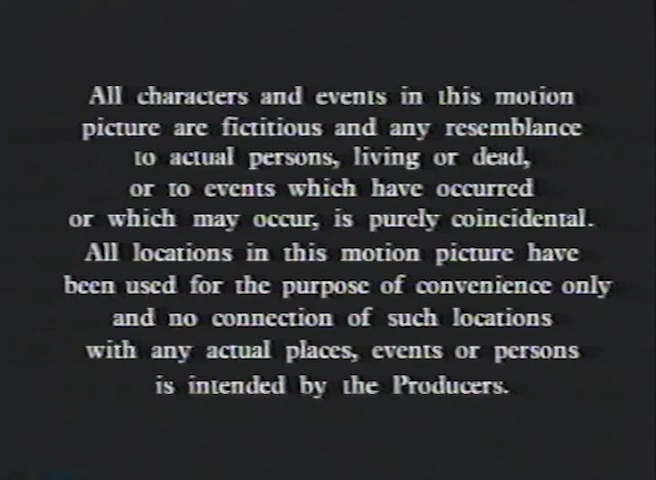 All characters and events in this motion
picture are fictitious and any resemblance
to actual persons, living or dead,
or to events which have occurred
or which may occur, is purely coincidental.
All locations in this motion picture have
been used for the purpose of convenience only
and no connection of such locations
with any actual places, events or persons
is intended by the Producers.